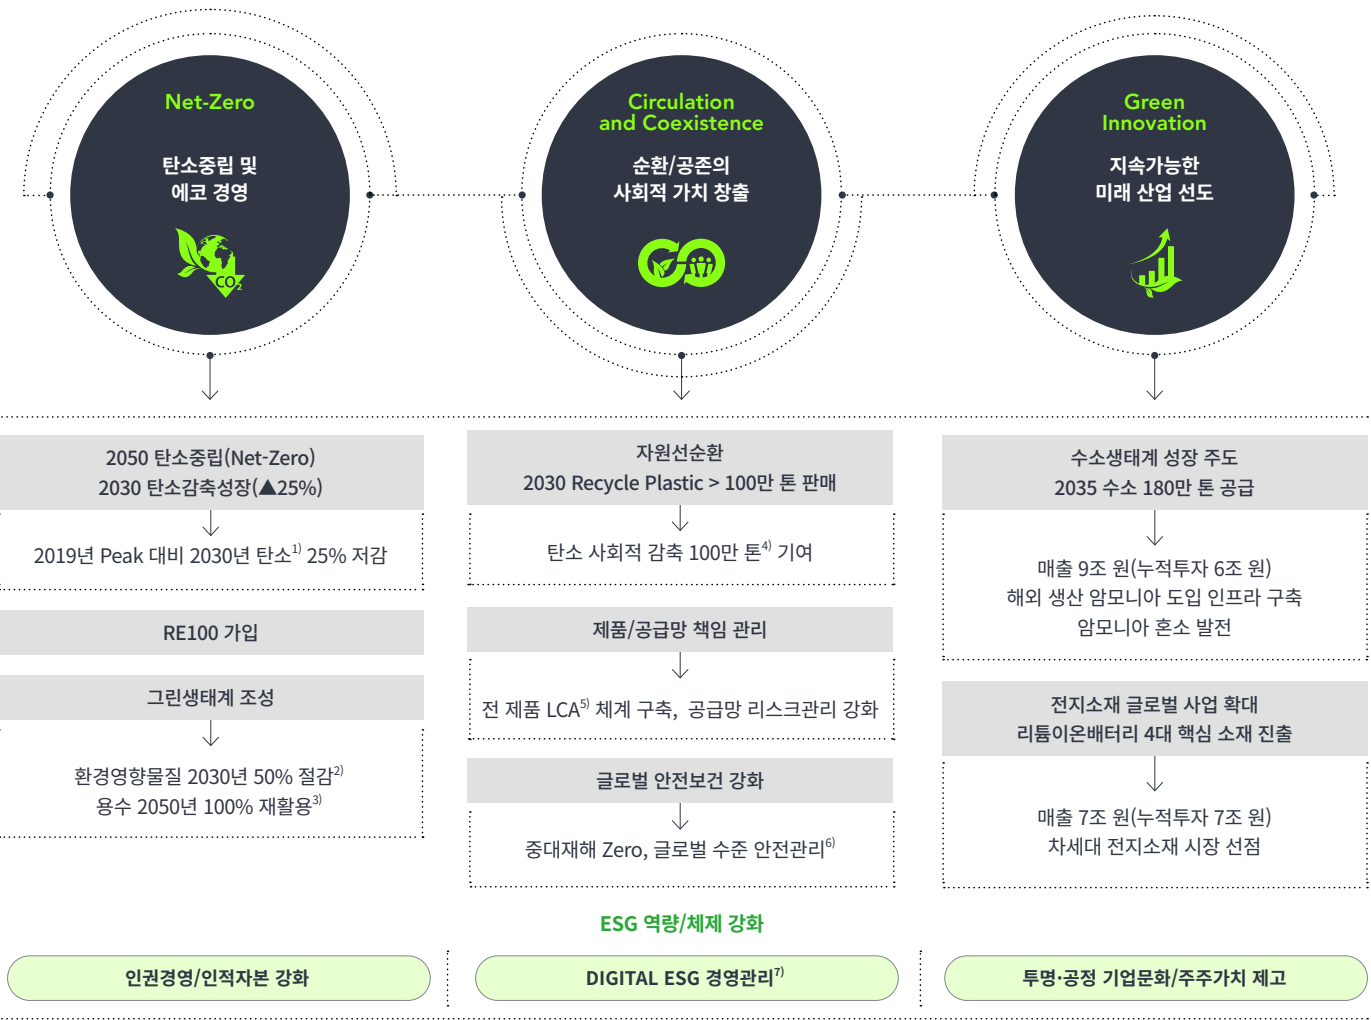 Net-Zero
탄소중립 및
에코 경영
CO₂
Circulation
and Coexistence
순환/공존의
사회적 가치 창출
Green
Innovation
지속가능한
미래 산업 선도
2050 탄소중립(Net-Zero)
2030 탄소감축성장(▲25%)
2019년 Peak 대비 2030년 탄소1) 25% 저감
RE100 가입
그린생태계 조성
환경영향물질 2030년 50% 절감2)
용수 2050년 100% 재활용3)
자원선순환
2030 Recycle Plastic > 100만 톤 판매
탄소 사회적 감축 100만 톤4) 기여
제품/공급망 책임 관리
전 제품 LCA5) 체계 구축, 공급망 리스크관리 강화
글로벌 안전보건 강화
중대재해 Zero, 글로벌 수준 안전관리6)
수소생태계 성장 주도
2035 수소 180만 톤 공급
매출 9조 원(누적투자 6조 원)
해외 생산 암모니아 도입 인프라 구축
암모니아 혼소 발전
전지소재 글로벌 사업 확대
리튬이온배터리 4대 핵심 소재 진출
매출 7조 원(누적투자 7조 원)
차세대 전지소재 시장 선점
ESG 역량/체제 강화
인권경영/인적자본 강화
DIGITAL ESG 경영관리7)
투명·공정 기업문화/주주가치 제고